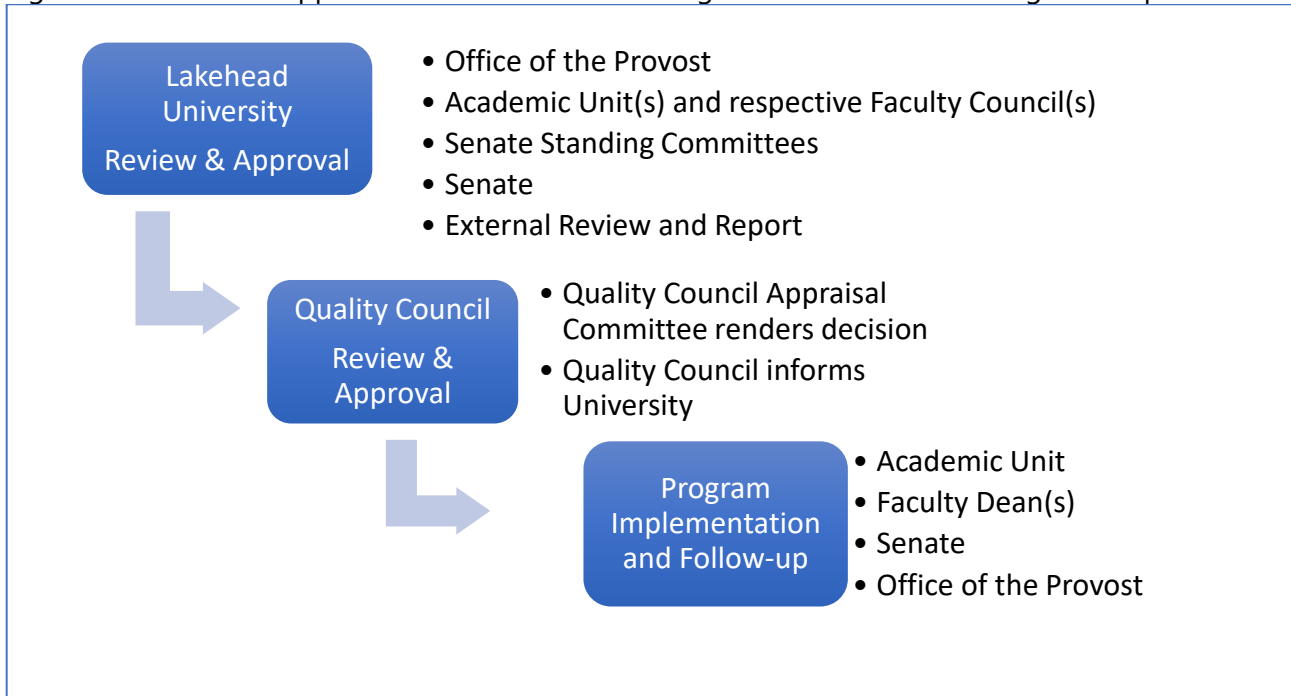 Lakehead
University
Review & Approval
• Office of the Provost
• Academic Unit(s) and respective Faculty Council(s)
• Senate Standing Committees
• Senate
• External Review and Report
Quality Council
Review &
Approval
• Quality Council Appraisal
Committee renders decision
• Quality Council informs
University
Program
Implementation
and Follow-up
• Academic Unit
• Faculty Dean(s)
• Senate
• Office of the Provost